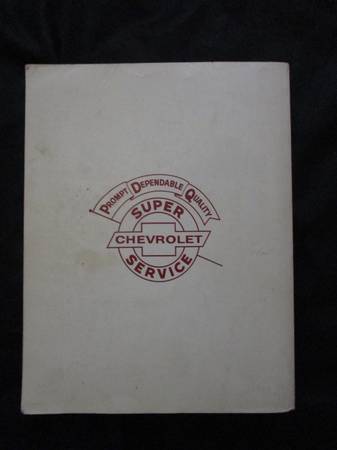 PROMPT DEPENDABLE QUALITY
SUPER
CHEVROLET
SERVICE